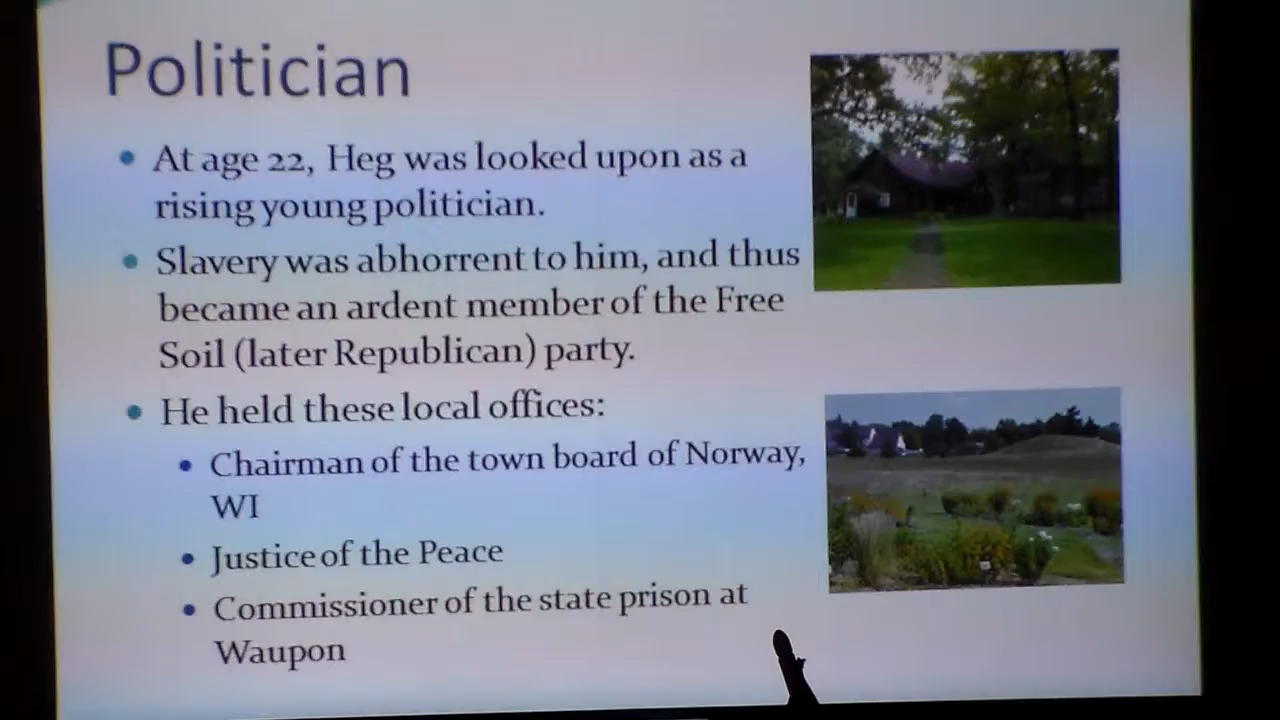 Politician
At age 22, Heg was looked upon as a
rising young politician.
Slavery was abhorrent to him, and thus
became an ardent member of the Free
Soil (later Republican) party.
He held these local offices:
Chairman of the town board of Norway,
WI
Justice of the Peace
Commissioner of the state prison at
Waupon